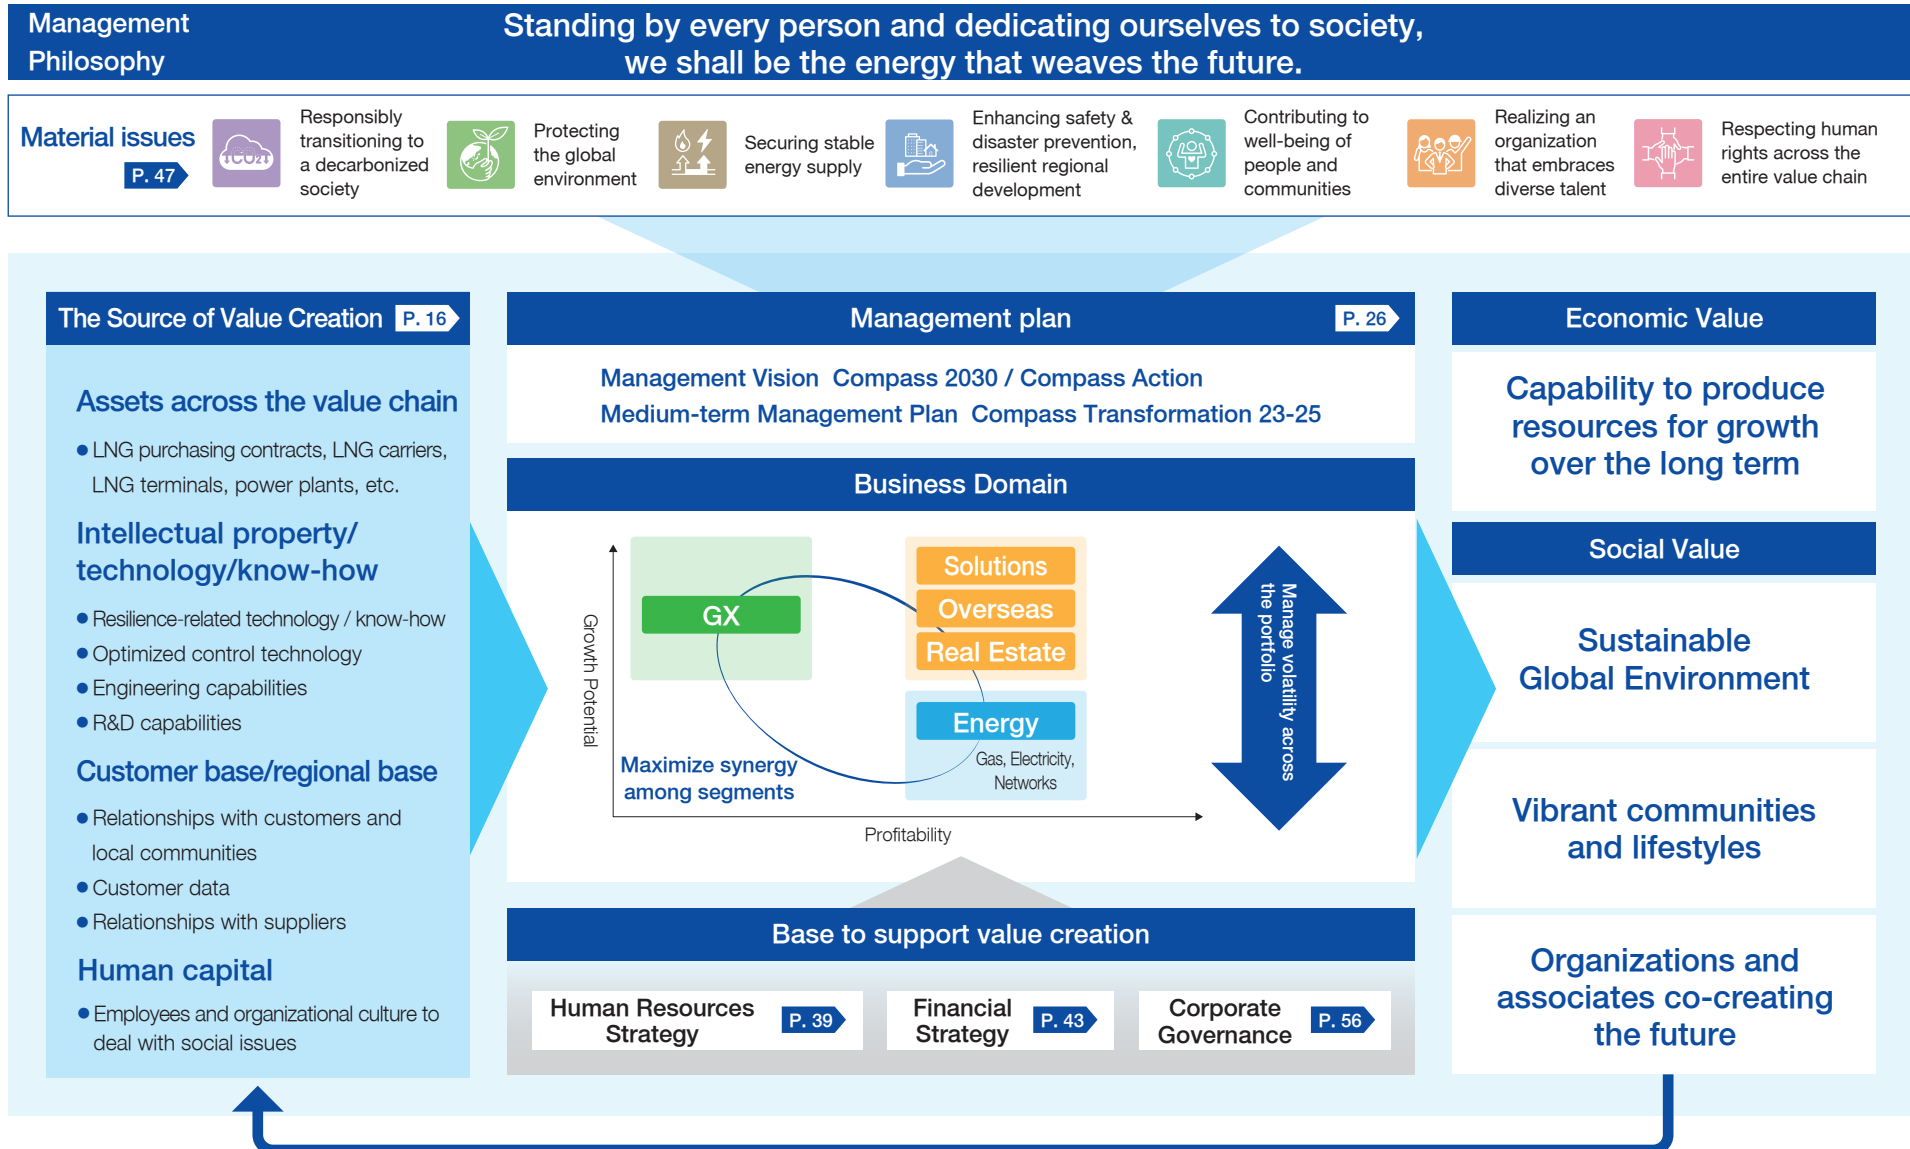 Management
Philosophy
Standing by every person and dedicating ourselves to society,
we shall be the energy that weaves the future.
Material issues
P. 47
CO2
Responsibly
transitioning to
a decarbonized
society
Protecting
the global
environment
Securing stable
energy supply
Enhancing safety &
disaster prevention,
resilient regional
development
Contributing to
well-being of
people and
communities
Realizing an
organization
that embraces
diverse talent
Respecting human
rights across the
entire value chain
The Source of Value Creation P. 16
Assets across the value chain
● LNG purchasing contracts, LNG carriers,
LNG terminals, power plants, etc.
Intellectual property/
technology/know-how
● Resilience-related technology / know-how
● Optimized control technology
● Engineering capabilities
● R&D capabilities
Customer base/regional base
● Relationships with customers and
local communities
● Customer data
● Relationships with suppliers
Human capital
● Employees and organizational culture to
deal with social issues
Management plan P. 26
Management Vision Compass 2030 / Compass Action
Medium-term Management Plan Compass Transformation 23-25
Business Domain
Growth Potential
GX
Solutions
Overseas
Real Estate
Energy
Gas, Electricity,
Networks
Maximize synergy
among segments
Profitability
Manage volatility across
the portfolio
Base to support value creation
Human Resources
Strategy
P. 39
Financial
Strategy
P. 43
Corporate
Governance
P. 56
Economic Value
Capability to produce
resources for growth
over the long term
Social Value
Sustainable
Global Environment
Vibrant communities
and lifestyles
Organizations and
associates co-creating
the future